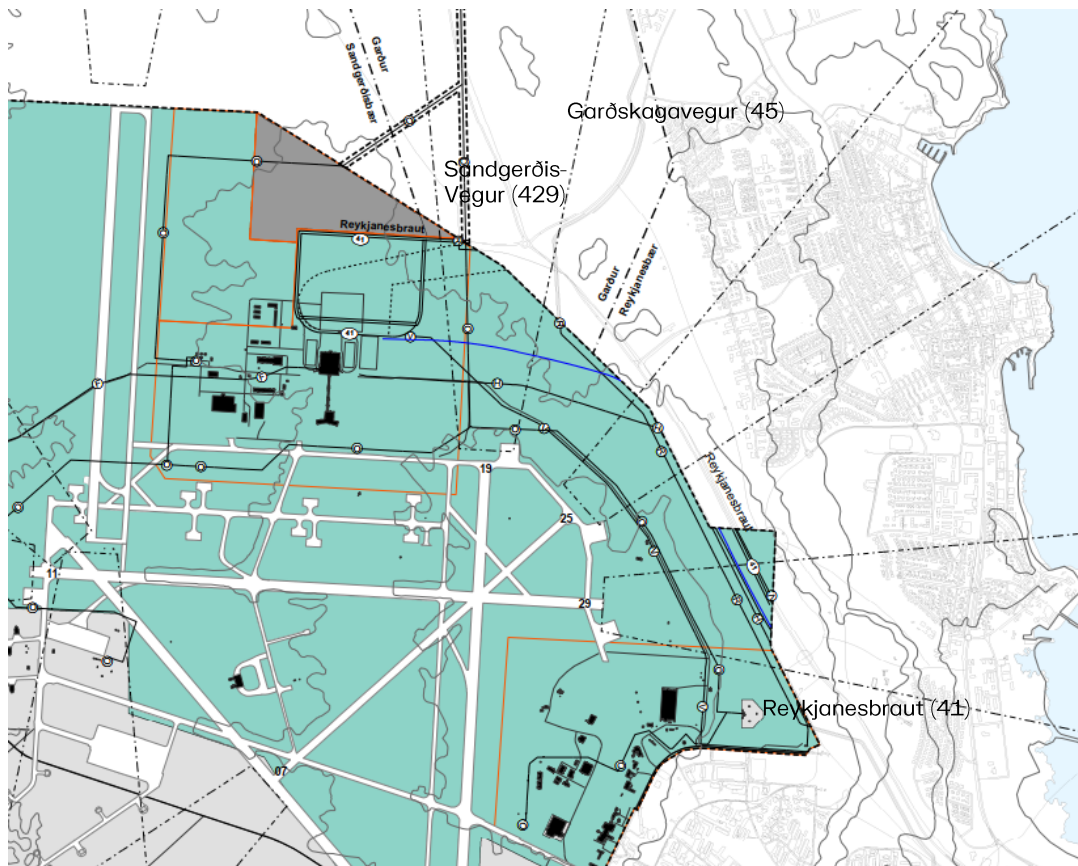 Garður
Sandgerðisbær
Garðskagavegur (45)
Sandgerðis-
Vegur (429)
Reykjanesbraut
41
Garður
Reykjanesbær
41
F
F
V
H
H
19
25
Reykjanesbraut
41
11
29
Reykjanesbraut (41)
V
07